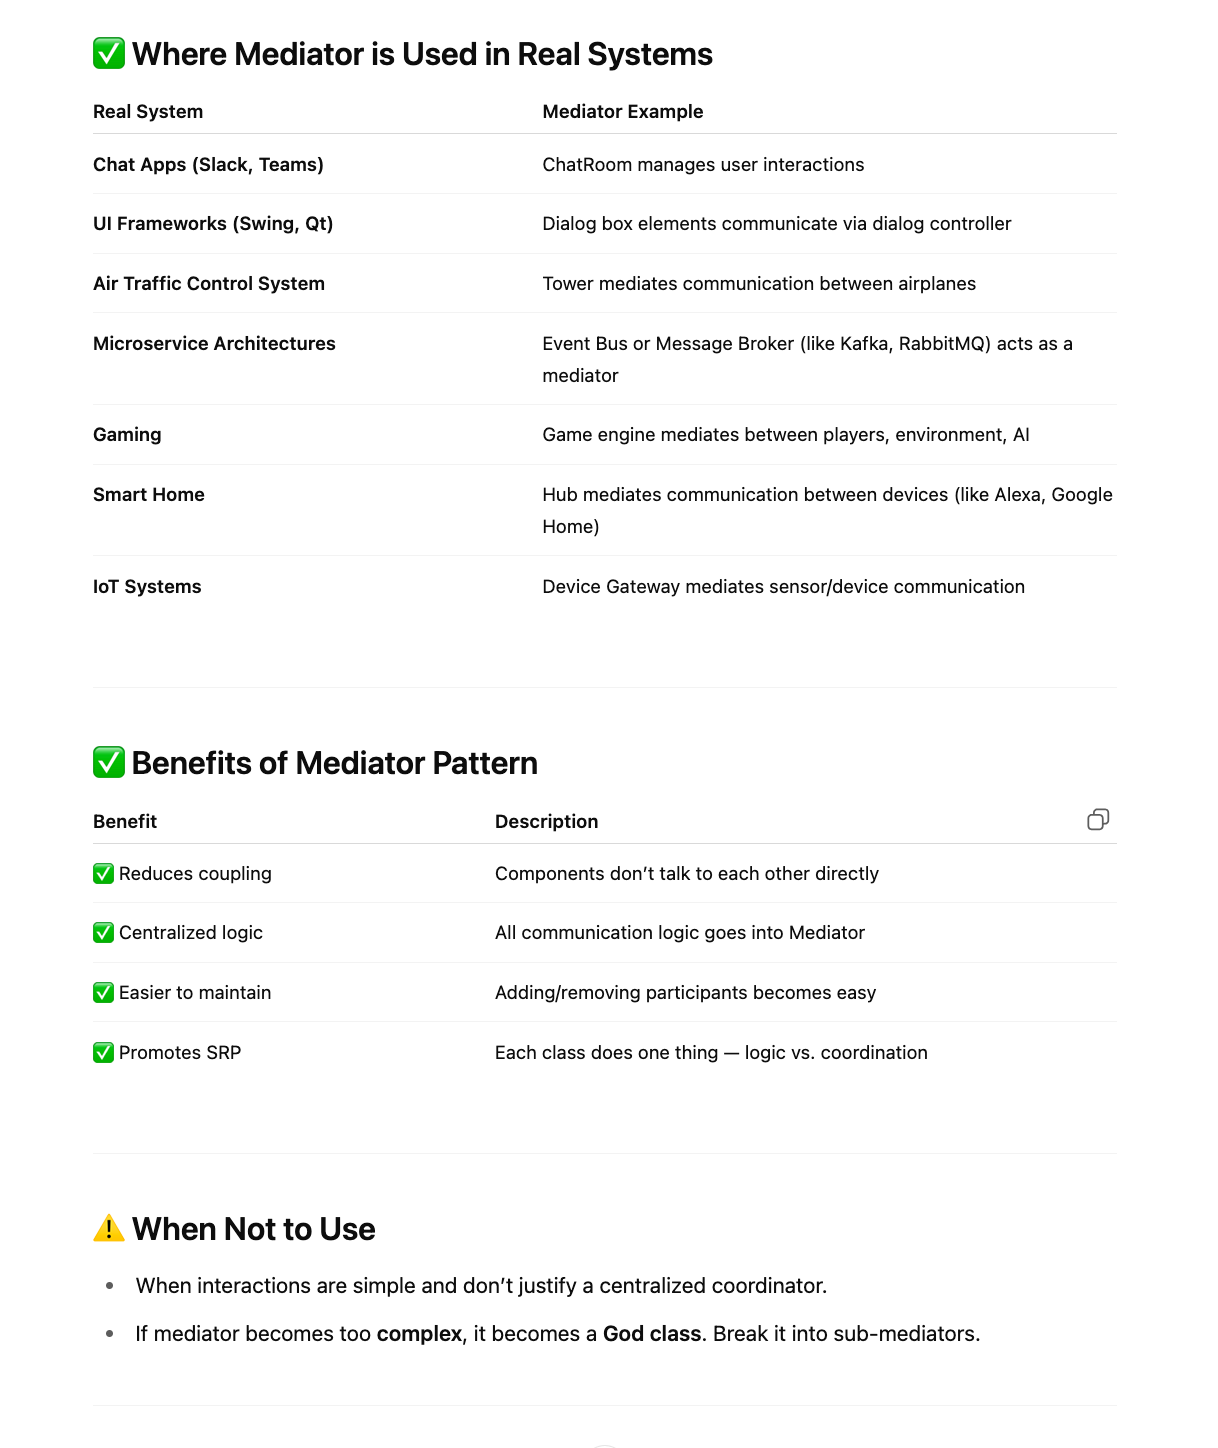 ✅ Where Mediator is Used in Real Systems
Real System Mediator Example
Chat Apps (Slack, Teams) ChatRoom manages user interactions
UI Frameworks (Swing, Qt) Dialog box elements communicate via dialog controller
Air Traffic Control System Tower mediates communication between airplanes
Microservice Architectures Event Bus or Message Broker (like Kafka, RabbitMQ) acts as a
mediator
Gaming Game engine mediates between players, environment, AI
Smart Home Hub mediates communication between devices (like Alexa, Google
Home)
IoT Systems Device Gateway mediates sensor/device communication
✅ Benefits of Mediator Pattern
Benefit Description
✅ Reduces coupling Components don’t talk to each other directly
✅ Centralized logic All communication logic goes into Mediator
✅ Easier to maintain Adding/removing participants becomes easy
✅ Promotes SRP Each class does one thing — logic vs. coordination
⚠️ When Not to Use
• When interactions are simple and don’t justify a centralized coordinator.
• If mediator becomes too complex, it becomes a God class. Break it into sub-mediators.